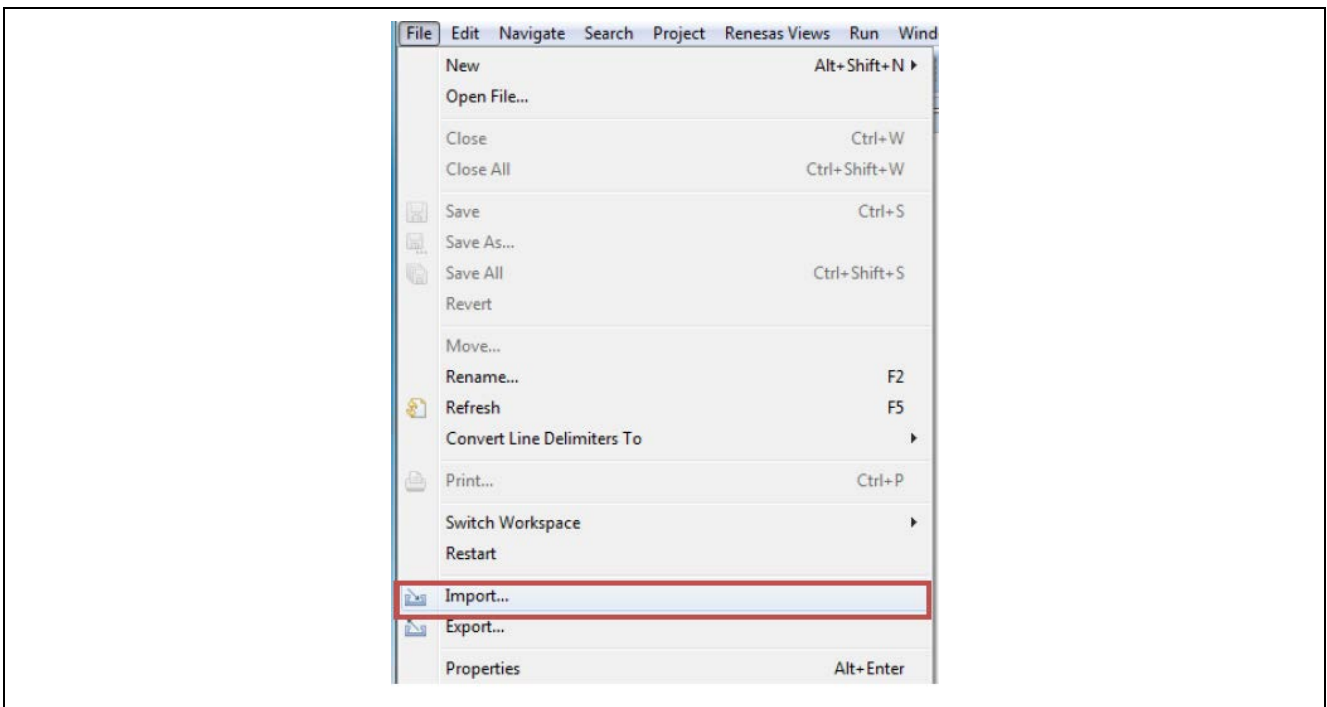 File Edit Navigate Search Project Renesas Views Run Wind
New Alt+Shift+N
Open File...
Close Ctrl+W
Close All Ctrl+Shift+W
Save Ctrl+S
Save As...
Save All Ctrl+Shift+S
Revert
Move...
Rename... F2
Refresh F5
Convert Line Delimiters To
Print... Ctrl+P
Switch Workspace
Restart
Import...
Export...
Properties Alt+Enter